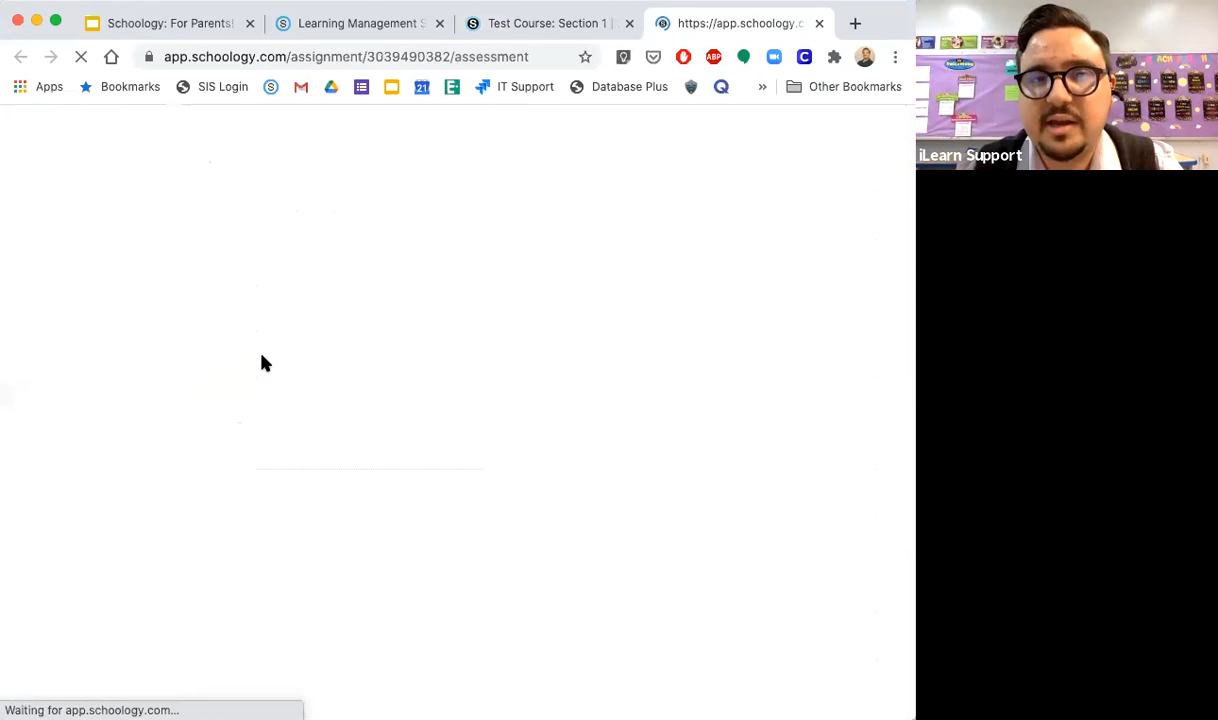 Schoology: For Parents!
Learning Management S
Test Course: Section 1 |
https://app.schoology.c
app.schoology.com/assignment/3039490382/assessment
Apps
Bookmarks
SIS Login
IT Support
Database Plus
»
Other Bookmarks
iLearn Support
Waiting for app.schoology.com...